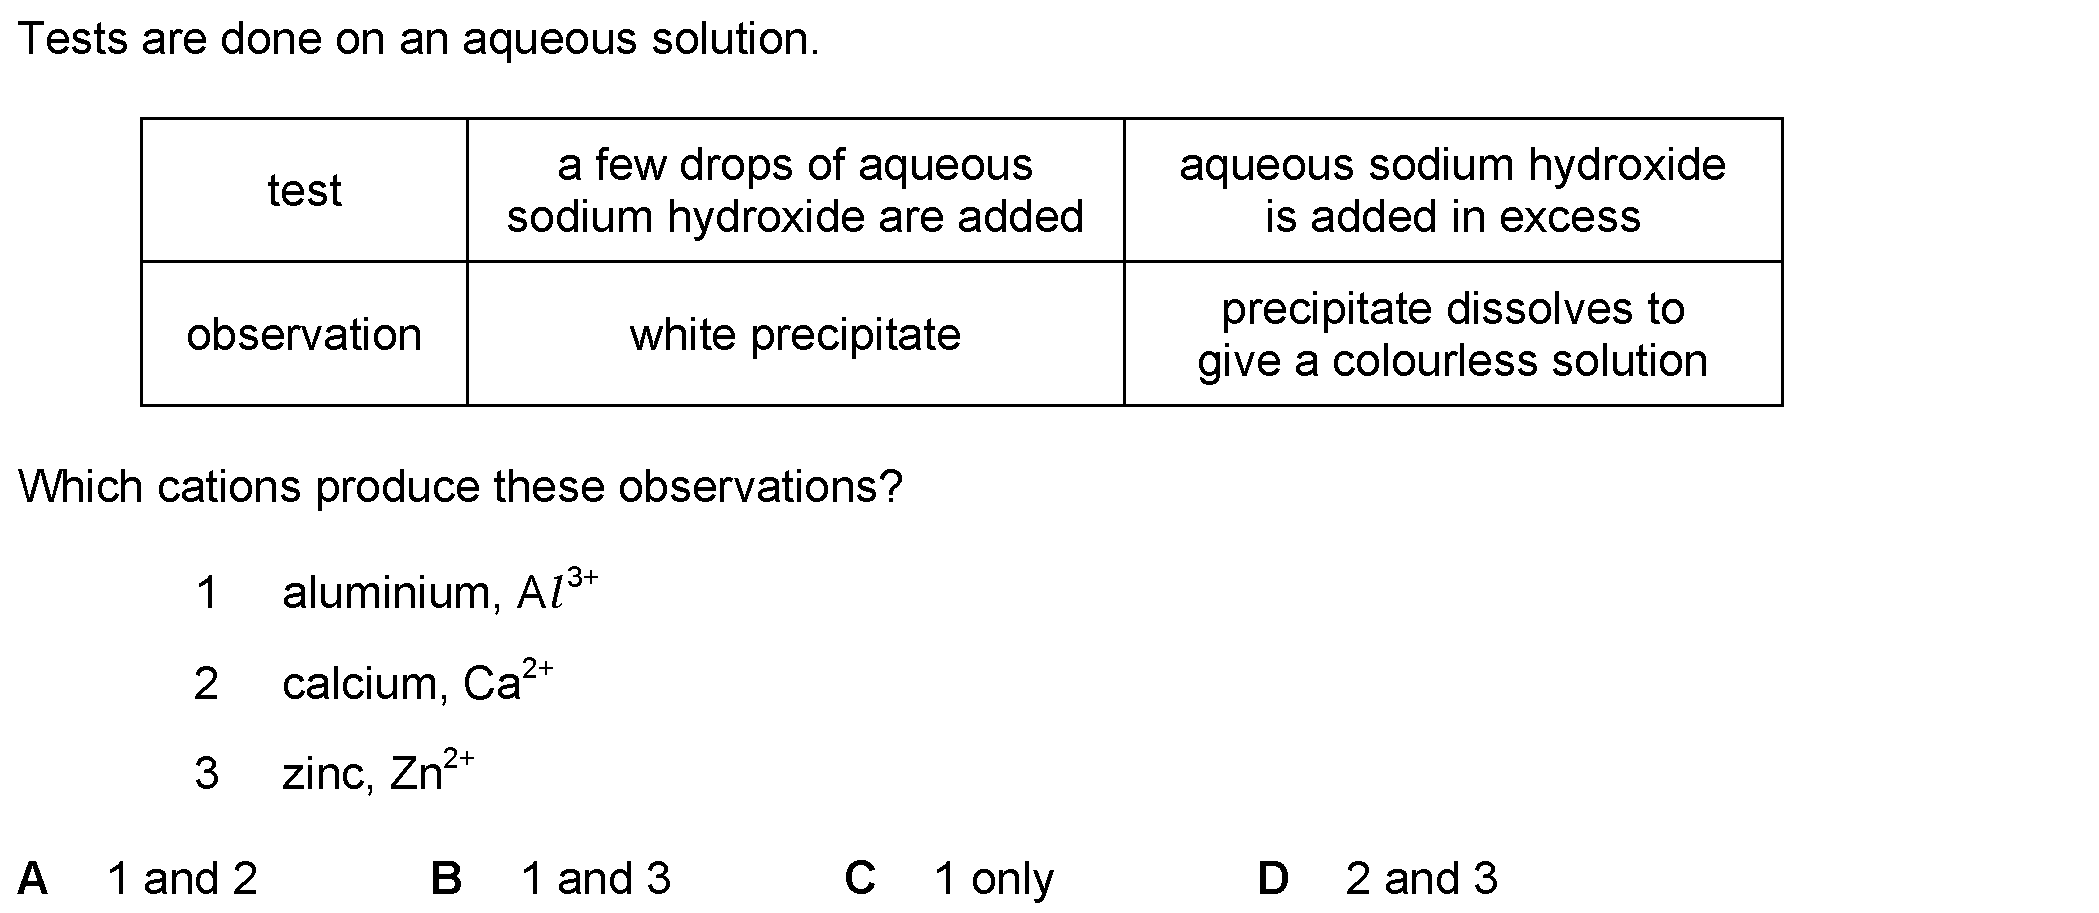 Tests are done on an aqueous solution.
test
a few drops of aqueous
sodium hydroxide are added
aqueous sodium hydroxide
is added in excess
observation
white precipitate
precipitate dissolves to
give a colourless solution
Which cations produce these observations?
1 aluminium, Al³⁺
2 calcium, Ca²⁺
3 zinc, Zn²⁺
A 1 and 2 B 1 and 3 C 1 only D 2 and 3